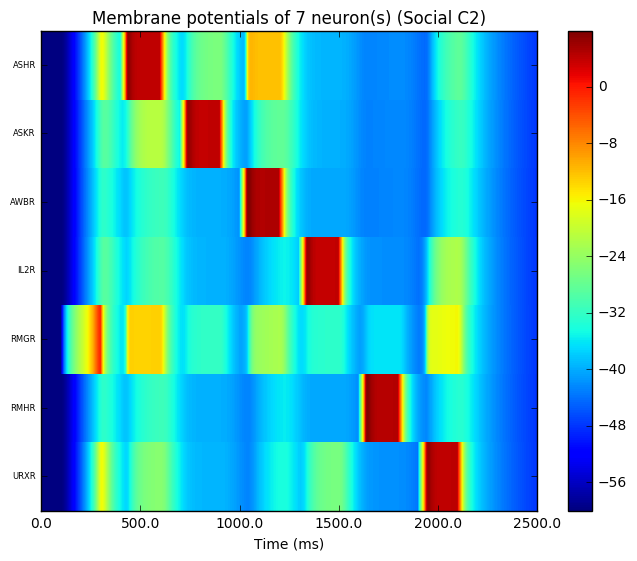 Membrane potentials of 7 neuron(s) (Social C2)
ASHR
ASKR
AWBR
IL2R
RMGR
RMHR
URXR
0.0 500.0 1000.0 1500.0 2000.0 2500.0
Time (ms)
0
−8
−16
−24
−32
−40
−48
−56